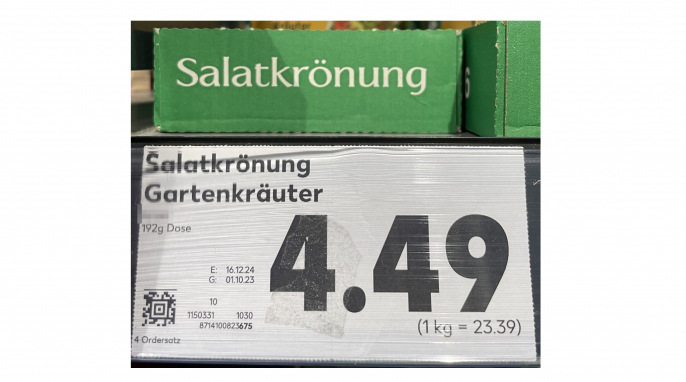 Salatkrönung
6
Salatkrönung
Gartenkräuter
192g Dose
4.49
E: 16.12.24
G: 01.10.23
10
1150331 1030
8714100823675
(1 kg = 23.39)
4 Ordersatz